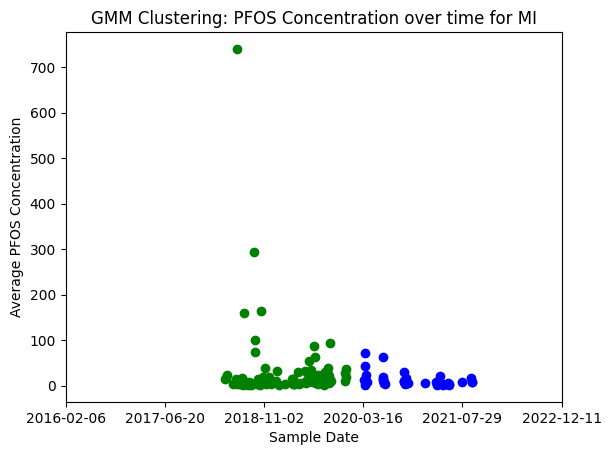 GMM Clustering: PFOS Concentration over time for MI
700
600
500
400
300
200
100
0
Average PFOS Concentration
2016-02-06 2017-06-20 2018-11-02 2020-03-16 2021-07-29 2022-12-11
Sample Date